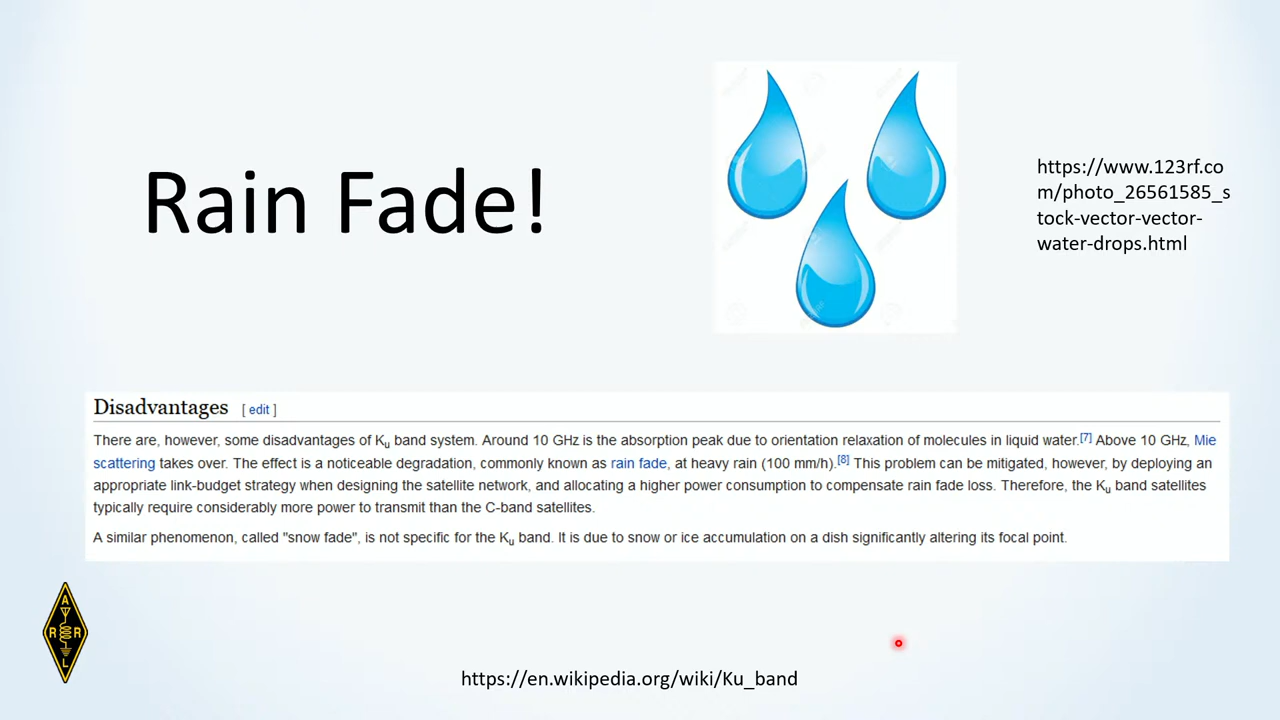 Rain Fade!
https://www.123rf.co
m/photo_26561585_s
tock-vector-vector-
water-drops.html
Disadvantages [ edit ]
There are, however, some disadvantages of Ku band system. Around 10 GHz is the absorption peak due to orientation relaxation of molecules in liquid water.[7] Above 10 GHz, Mie
scattering takes over. The effect is a noticeable degradation, commonly known as rain fade, at heavy rain (100 mm/h).[8] This problem can be mitigated, however, by deploying an
appropriate link-budget strategy when designing the satellite network, and allocating a higher power consumption to compensate rain fade loss. Therefore, the Ku band satellites
typically require considerably more power to transmit than the C-band satellites.
A similar phenomenon, called "snow fade", is not specific for the Ku band. It is due to snow or ice accumulation on a dish significantly altering its focal point.
A
R R
L
https://en.wikipedia.org/wiki/Ku_band